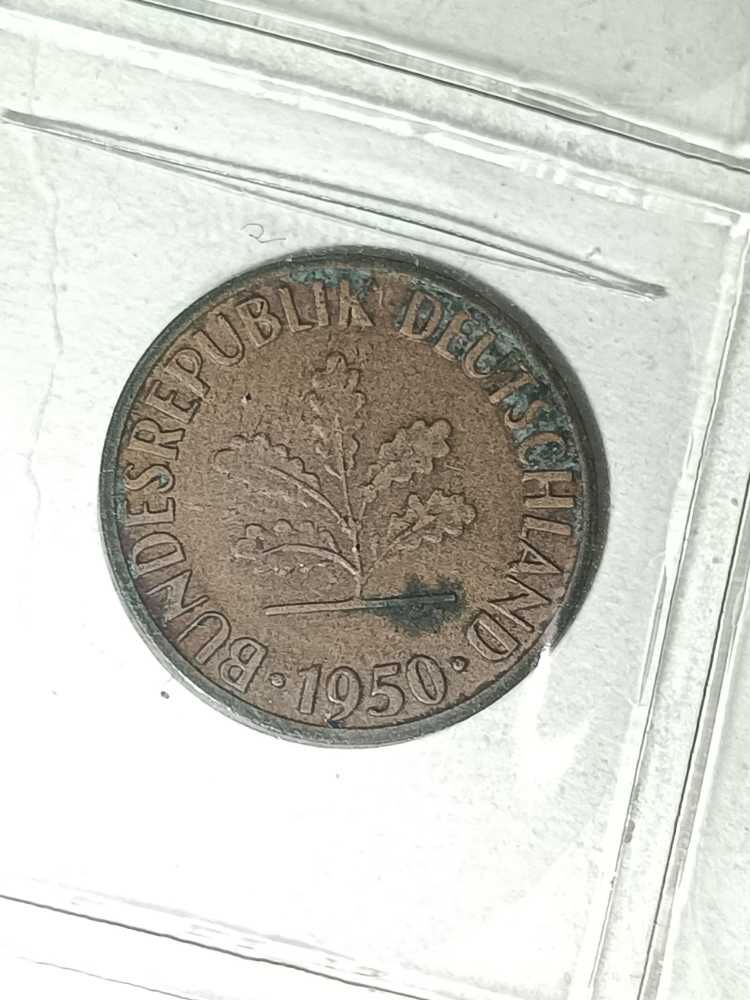 BUNDESREPUBLIK DEUTSCHLAND
· 1950 ·